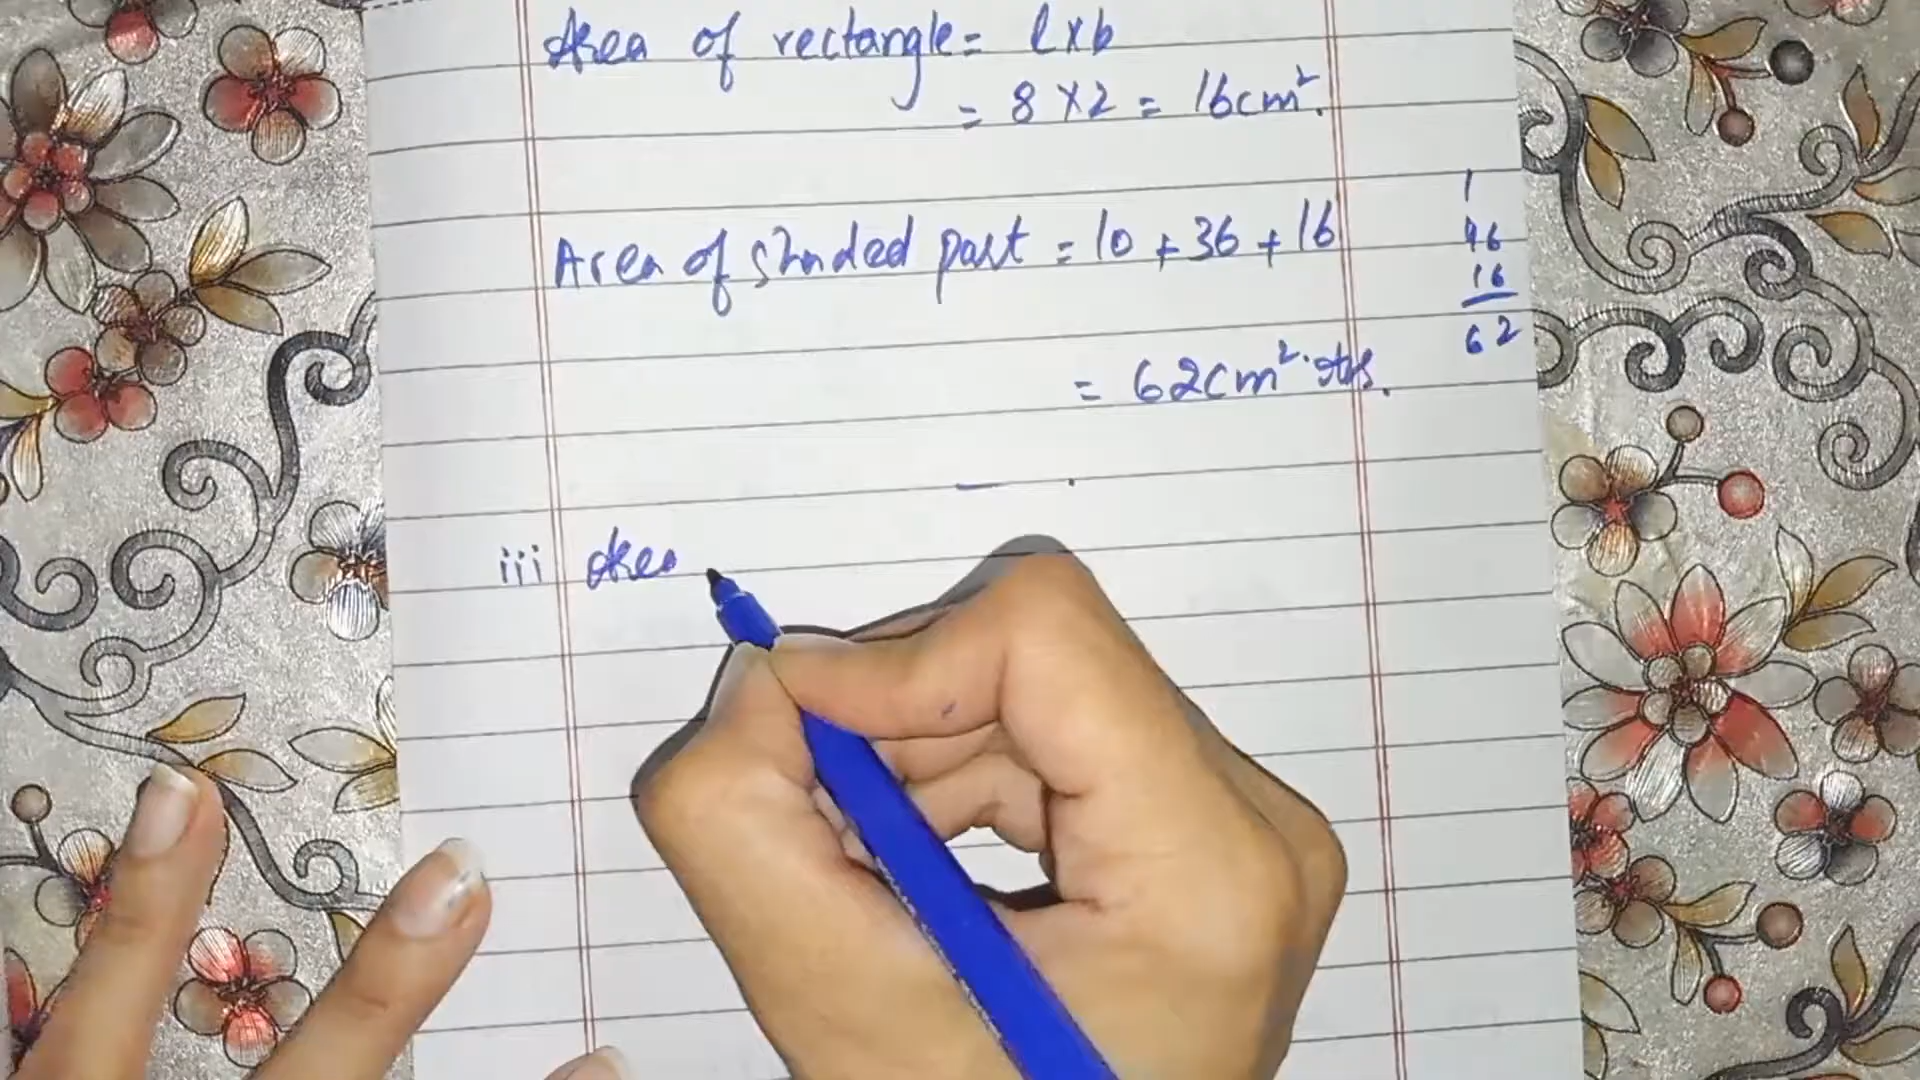 Area of rectangle = l×b
= 8×2 = 16cm².
Area of shaded part = 10 + 36 + 16
= 62cm².
1
46
16
62
iii Area